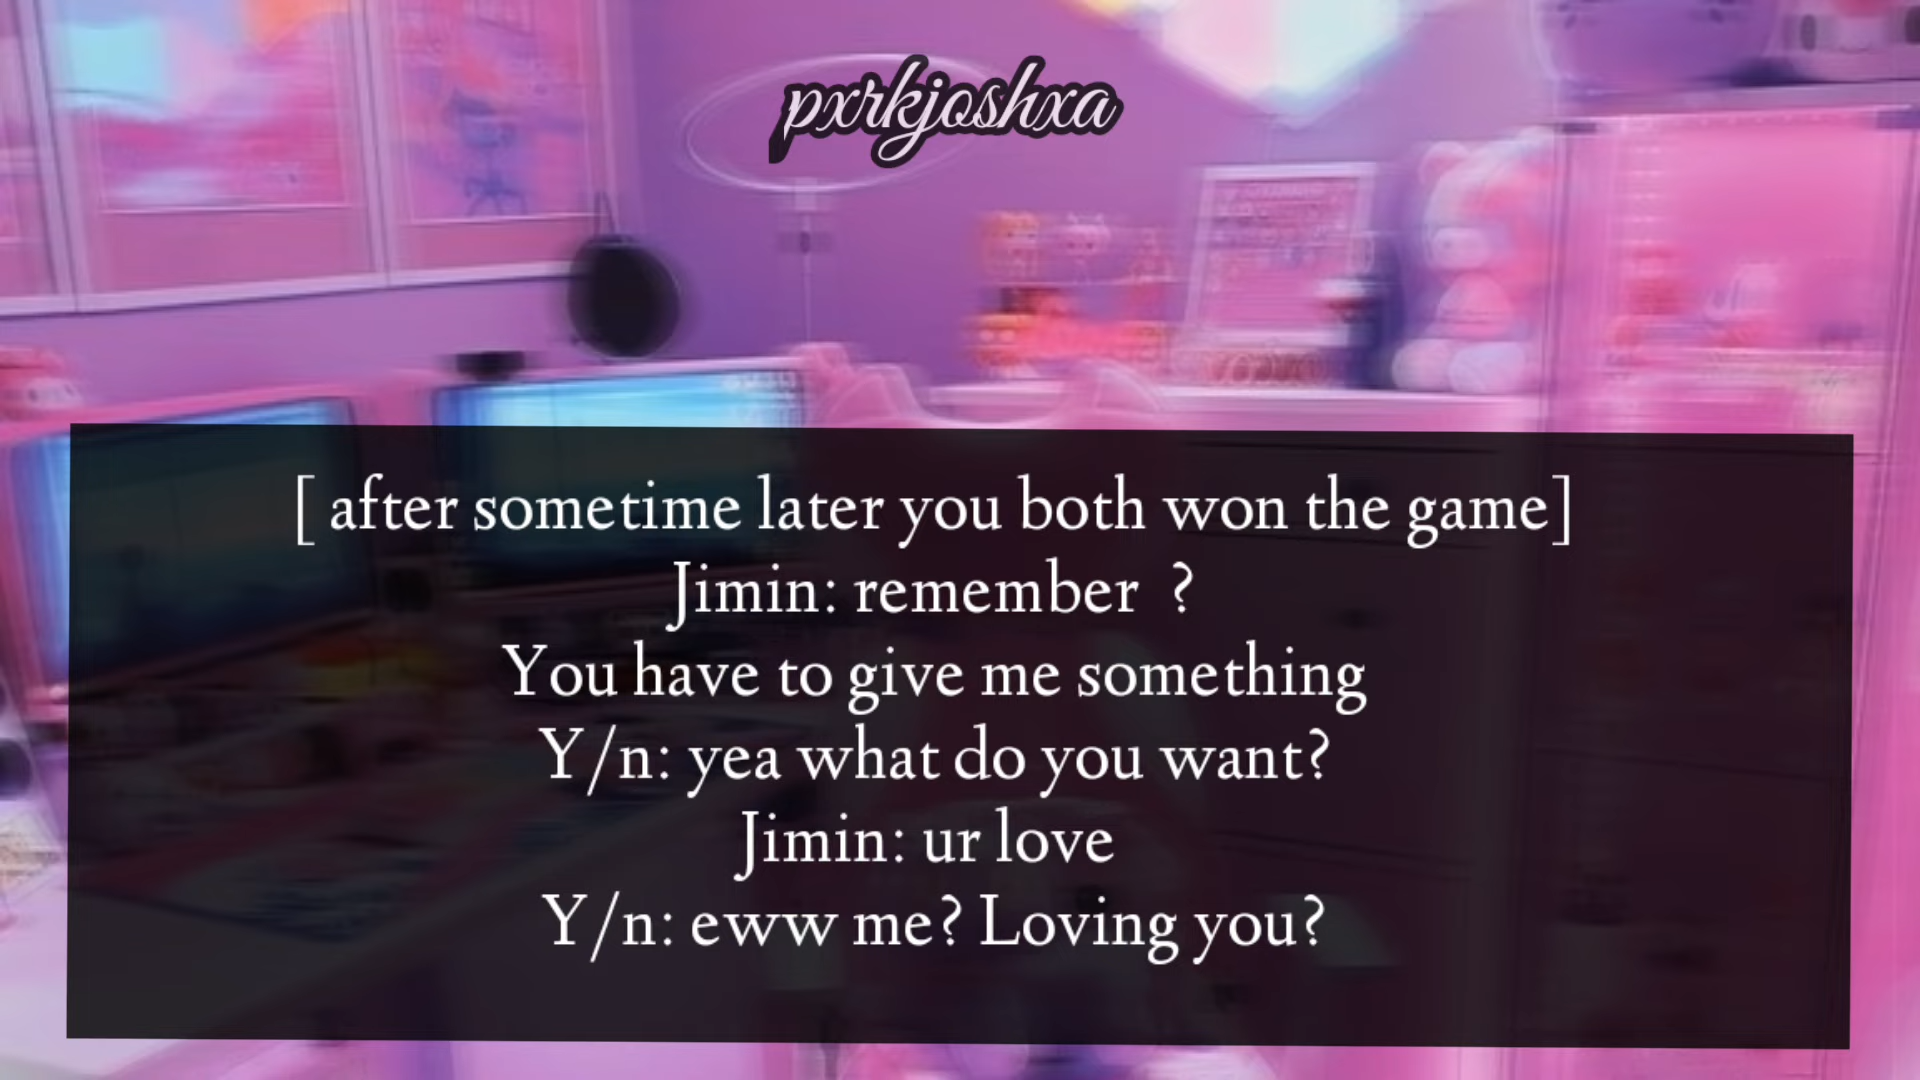 pxrkjoshxa
[ after sometime later you both won the game]
Jimin: remember ?
You have to give me something
Y/n: yea what do you want?
Jimin: ur love
Y/n: eww me? Loving you?